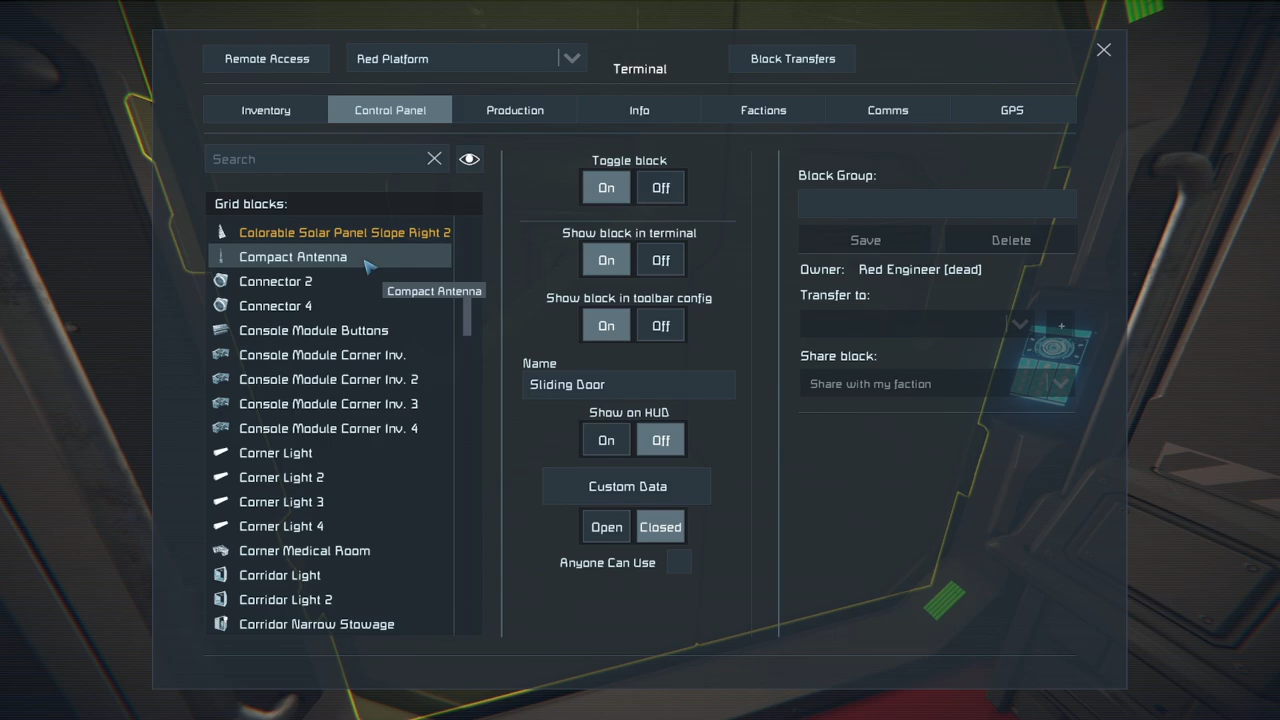 Remote Access
Red Platform
Terminal
Block Transfers
Inventory
Control Panel
Production
Info
Factions
Comms
GPS
Search
Grid blocks:
Colorable Solar Panel Slope Right 2
Compact Antenna
Compact Antenna
Connector 2
Connector 4
Console Module Buttons
Console Module Corner Inv.
Console Module Corner Inv. 2
Console Module Corner Inv. 3
Console Module Corner Inv. 4
Corner Light
Corner Light 2
Corner Light 3
Corner Light 4
Corner Medical Room
Corridor Light
Corridor Light 2
Corridor Narrow Stowage
Toggle block
On Off
Show block in terminal
On Off
Show block in toolbar config
On Off
Name
Sliding Door
Show on HUD
On Off
Custom Data
Open Closed
Anyone Can Use
Block Group:
Save Delete
Owner: Red Engineer [dead]
Transfer to:
+
Share block:
Share with my faction